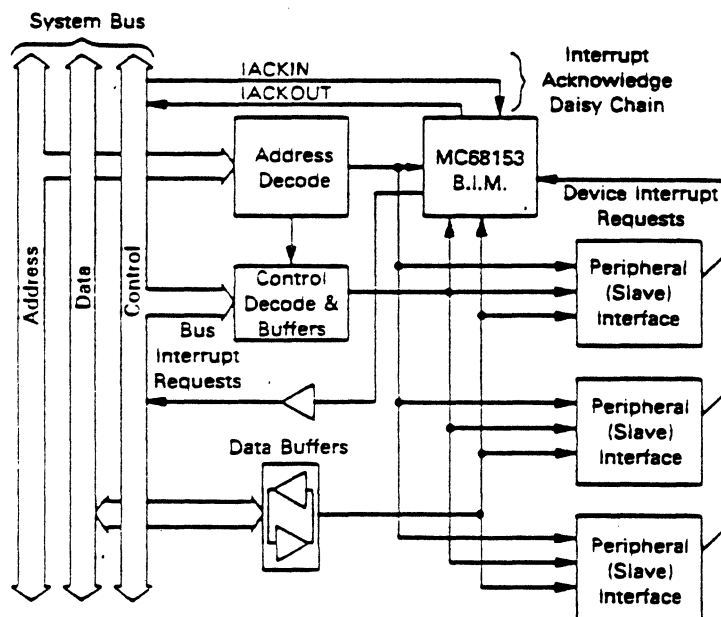 System Bus
IACKIN
IACKOUT
Interrupt
Acknowledge
Daisy Chain
Address
Decode
MC68153
B.I.M.
Device Interrupt
Requests
Address
Data
Control
Control
Decode &
Buffers
Peripheral
(Slave)
Interface
Bus
Interrupt
Requests
Data Buffers
Peripheral
(Slave)
Interface
Peripheral
(Slave)
Interface